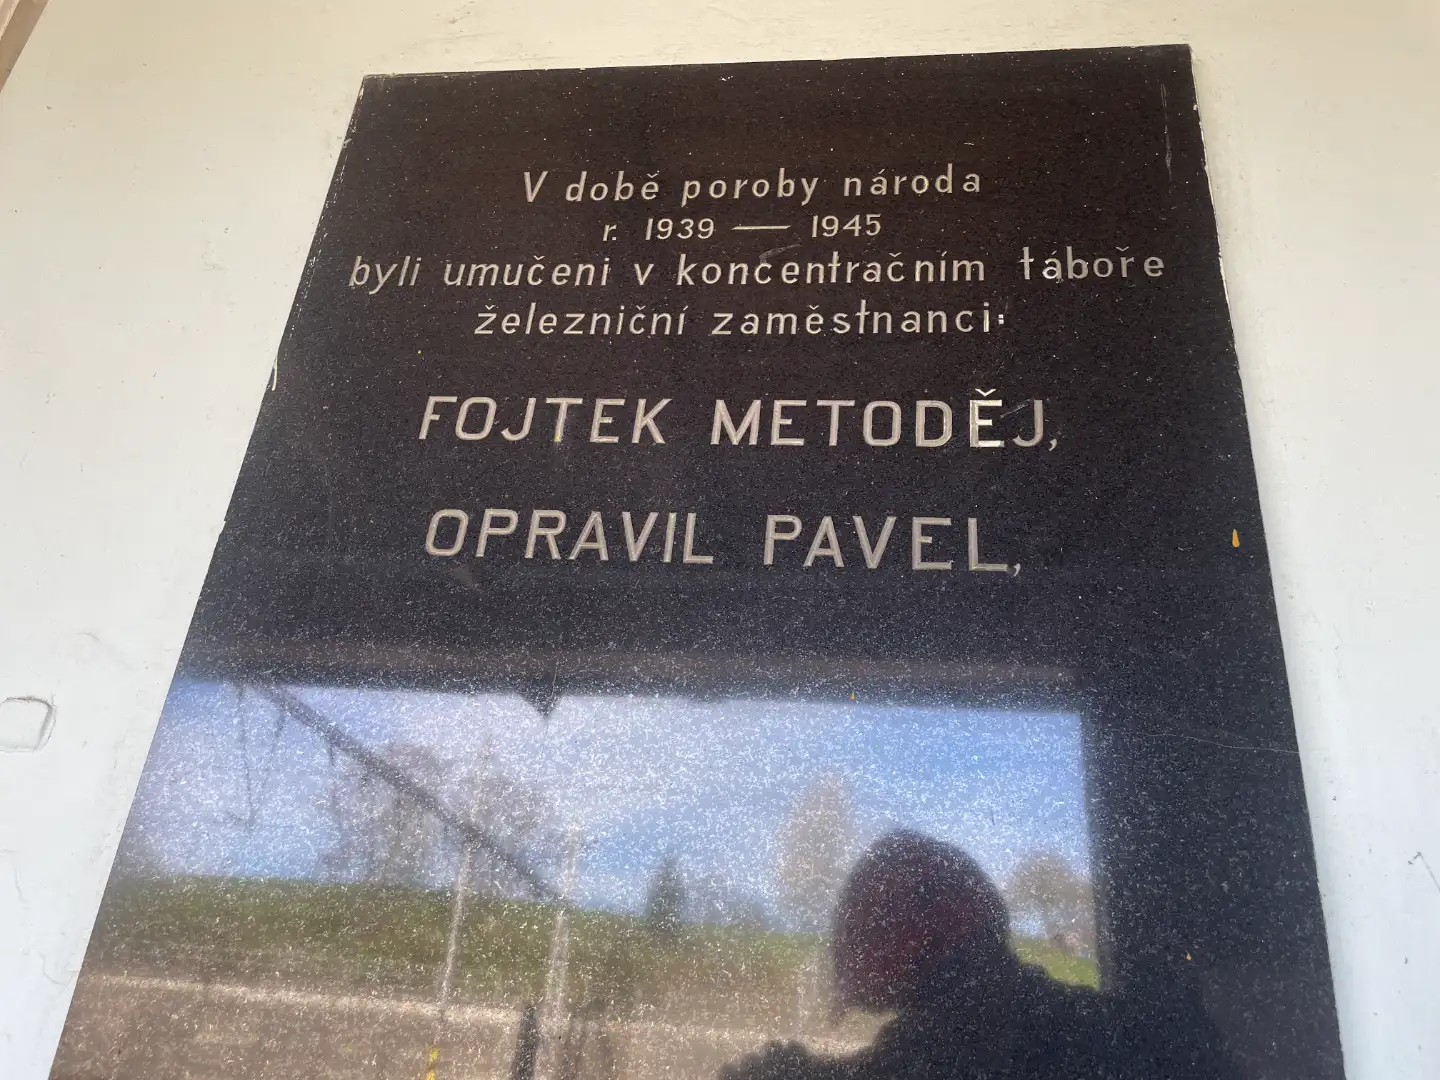 V době poroby národa
r. 1939 — 1945
byli umučeni v koncentračním táboře
železniční zaměstnanci:
FOJTEK METODĚJ,
OPRAVIL PAVEL,